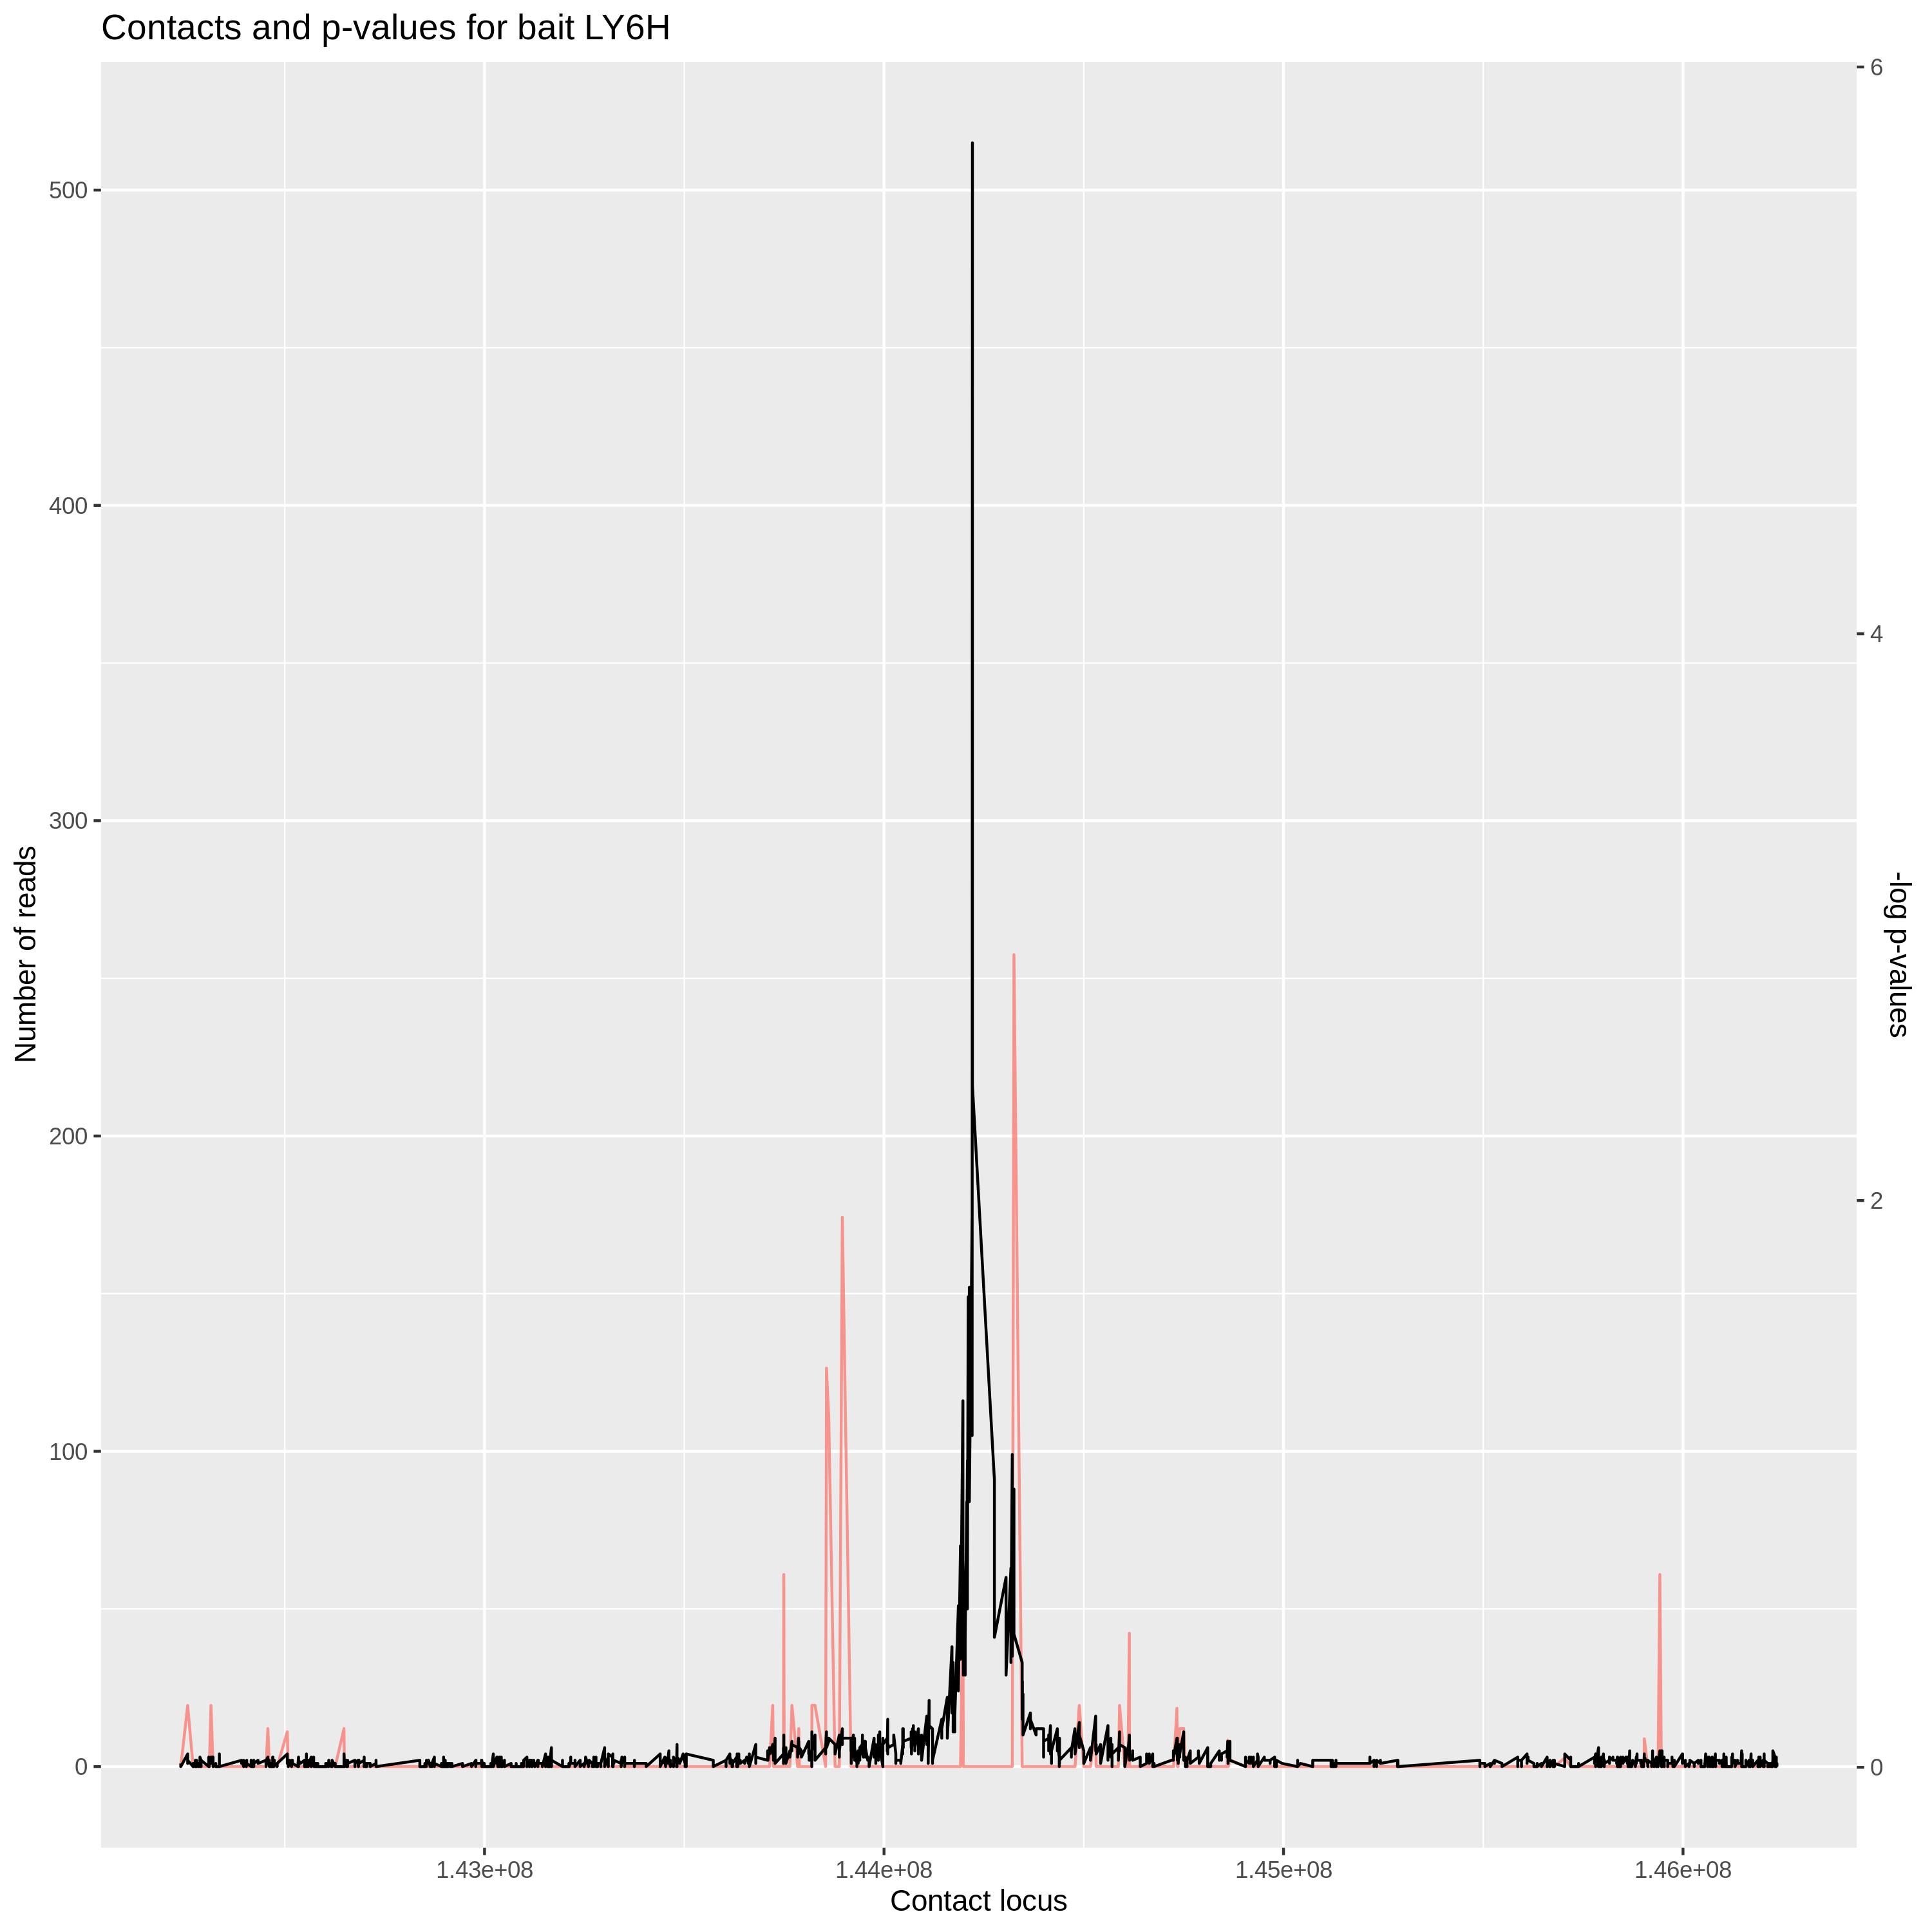 Contacts and p-values for bait LY6H
Number of reads
500
400
300
200
100
0
6
4
2
0
-log p-values
1.43e+08
1.44e+08
1.45e+08
1.46e+08
Contact locus